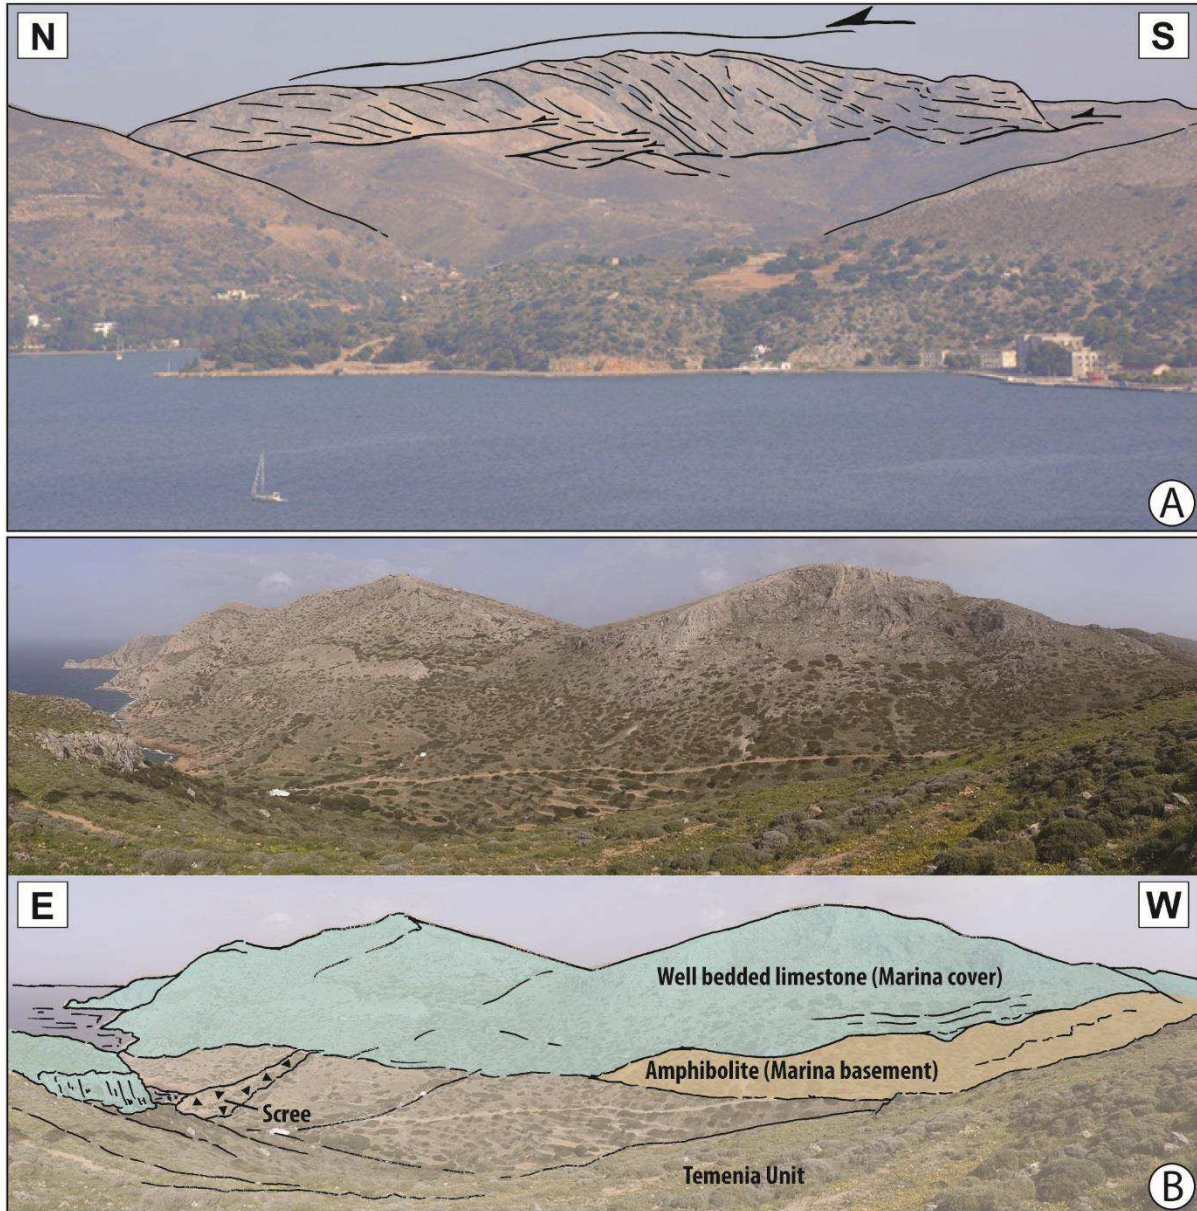 N
S
A
E
W
Well bedded limestone (Marina cover)
Amphibolite (Marina basement)
Scree
Temenia Unit
B